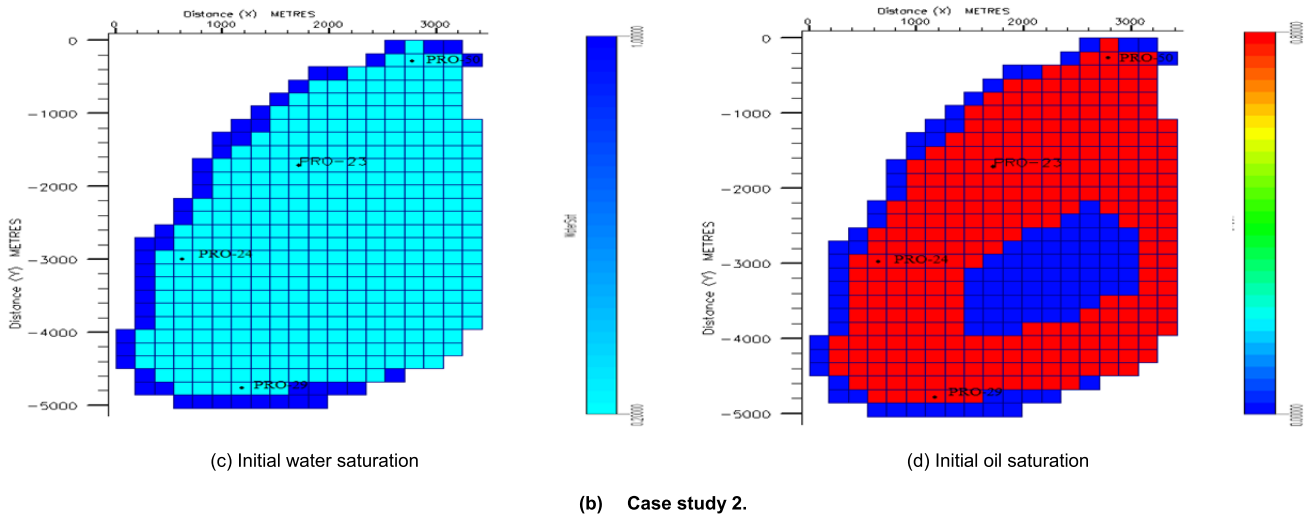 Distance (X) METRES
0 1000 2000 3000
0
-1000
-2000
-3000
-4000
-5000
Distance (Y) METRES
PRO-50
PRO-23
PRO-24
PRO-29
1.00000
WaterSat
0.20000
(c) Initial water saturation
Distance (X) METRES
0 1000 2000 3000
0
-1000
-2000
-3000
-4000
-5000
Distance (Y) METRES
PRO-50
PRO-23
PRO-24
PRO-29
0.80000
0.00000
(d) Initial oil saturation
(b) Case study 2.